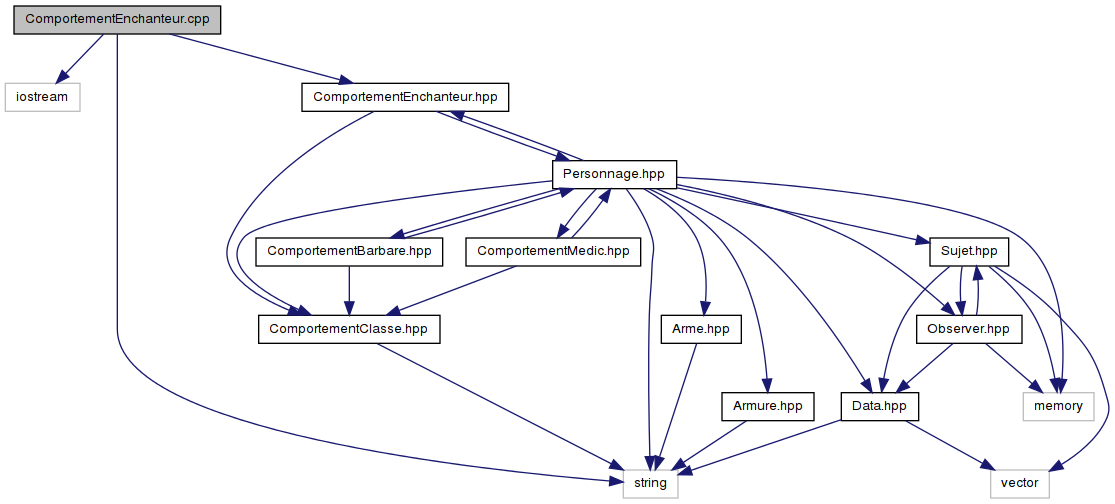 ComportementEnchanteur.cpp
iostream
ComportementEnchanteur.hpp
Personnage.hpp
ComportementBarbare.hpp
ComportementMedic.hpp
Sujet.hpp
ComportementClasse.hpp
Arme.hpp
Observer.hpp
Armure.hpp
Data.hpp
memory
string
vector